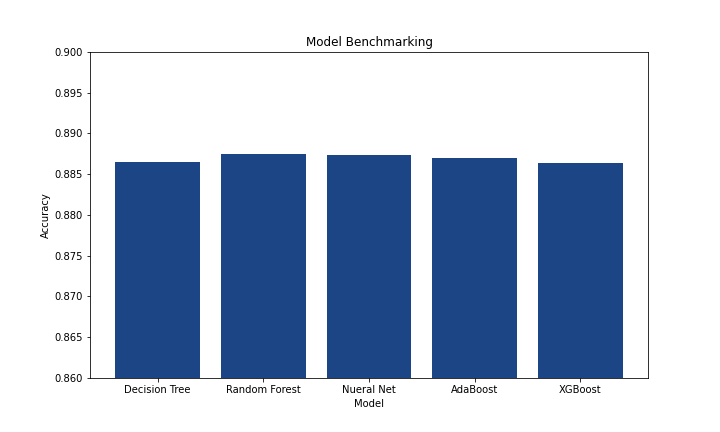 Model Benchmarking
0.900
0.895
0.890
0.885
0.880
0.875
0.870
0.865
0.860
Accuracy
Decision Tree Random Forest Nueral Net AdaBoost XGBoost
Model